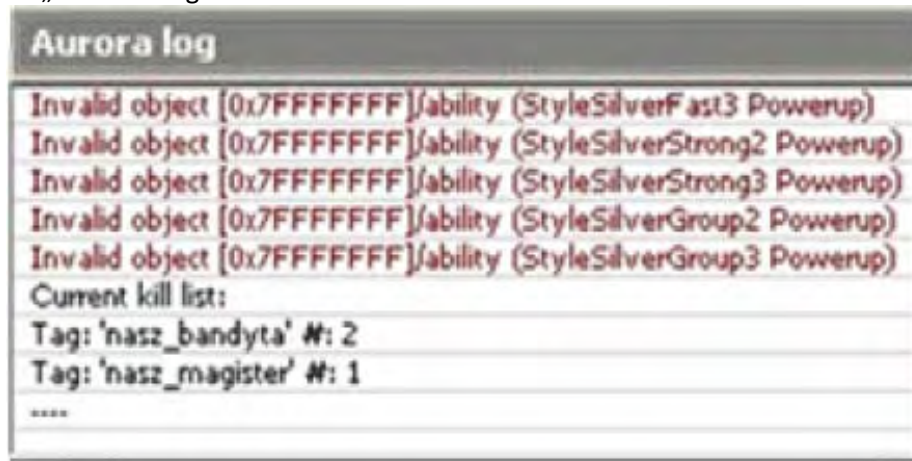 Aurora log
Invalid object [0x7FFFFFFF]/ability (StyleSilverFast3 Powerup)
Invalid object [0x7FFFFFFF]/ability (StyleSilverStrong2 Powerup)
Invalid object [0x7FFFFFFF]/ability (StyleSilverStrong3 Powerup)
Invalid object [0x7FFFFFFF]/ability (StyleSilverGroup2 Powerup)
Invalid object [0x7FFFFFFF]/ability (StyleSilverGroup3 Powerup)
Current kill list:
Tag: 'nasz_bandyta' #: 2
Tag: 'nasz_magister' #: 1
----